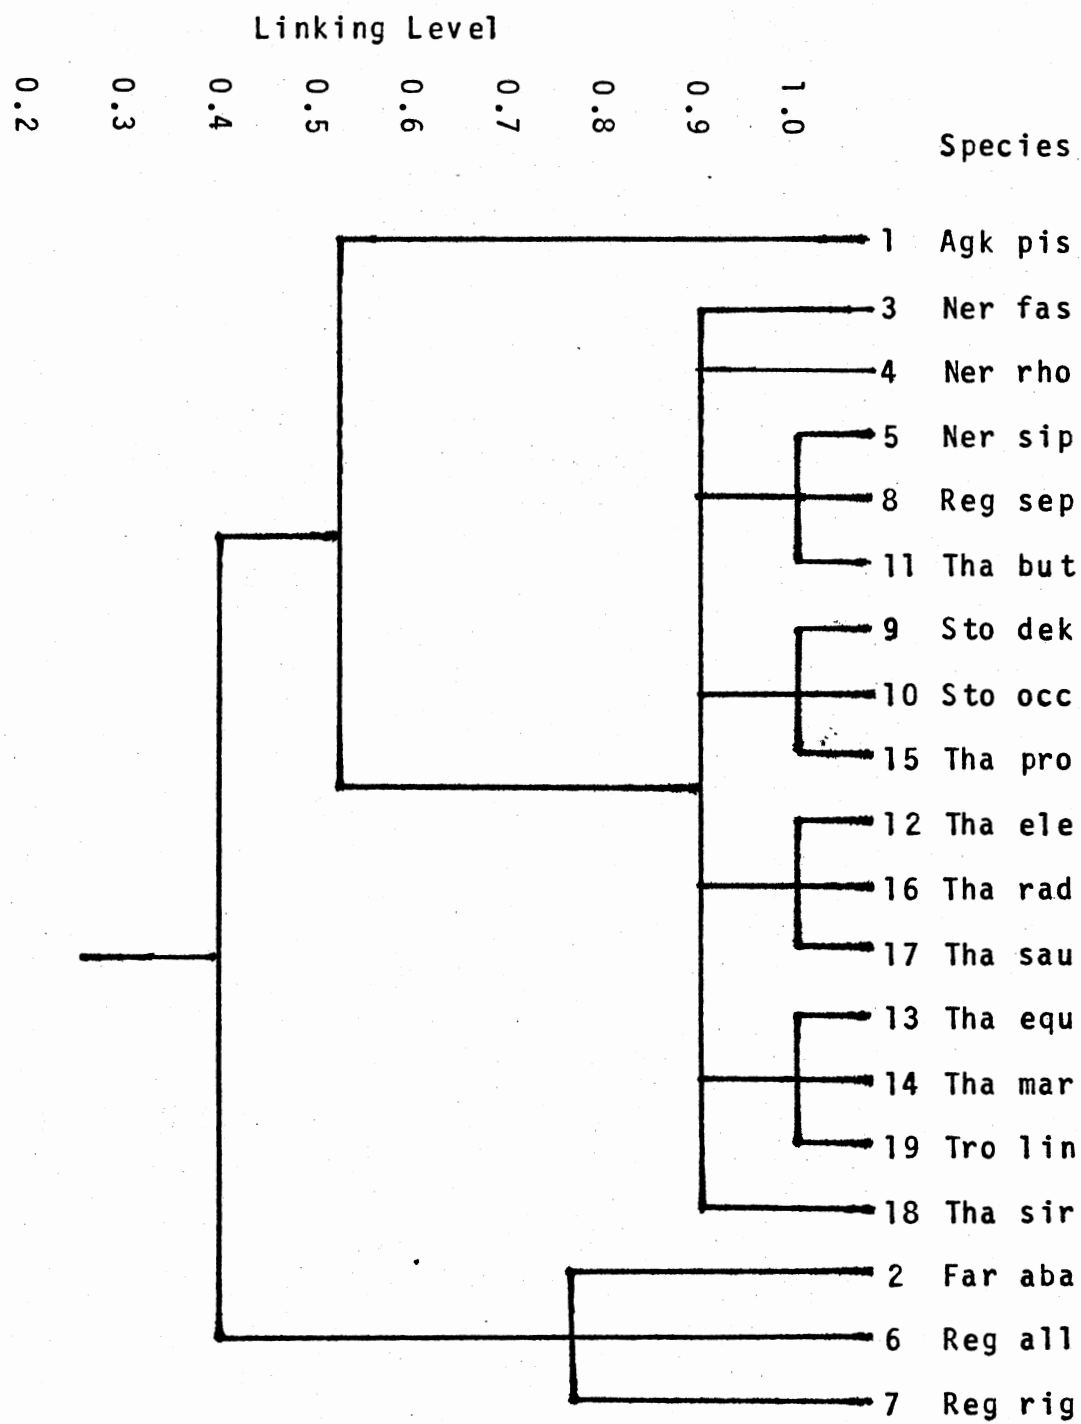 Linking Level
0.2 0.3 0.4 0.5 0.6 0.7 0.8 0.9 1.0
Species
1 Agk pis
3 Ner fas
4 Ner rho
5 Ner sip
8 Reg sep
11 Tha but
9 Sto dek
10 Sto occ
15 Tha pro
12 Tha ele
16 Tha rad
17 Tha sau
13 Tha equ
14 Tha mar
19 Tro lin
18 Tha sir
2 Far aba
6 Reg all
7 Reg rig